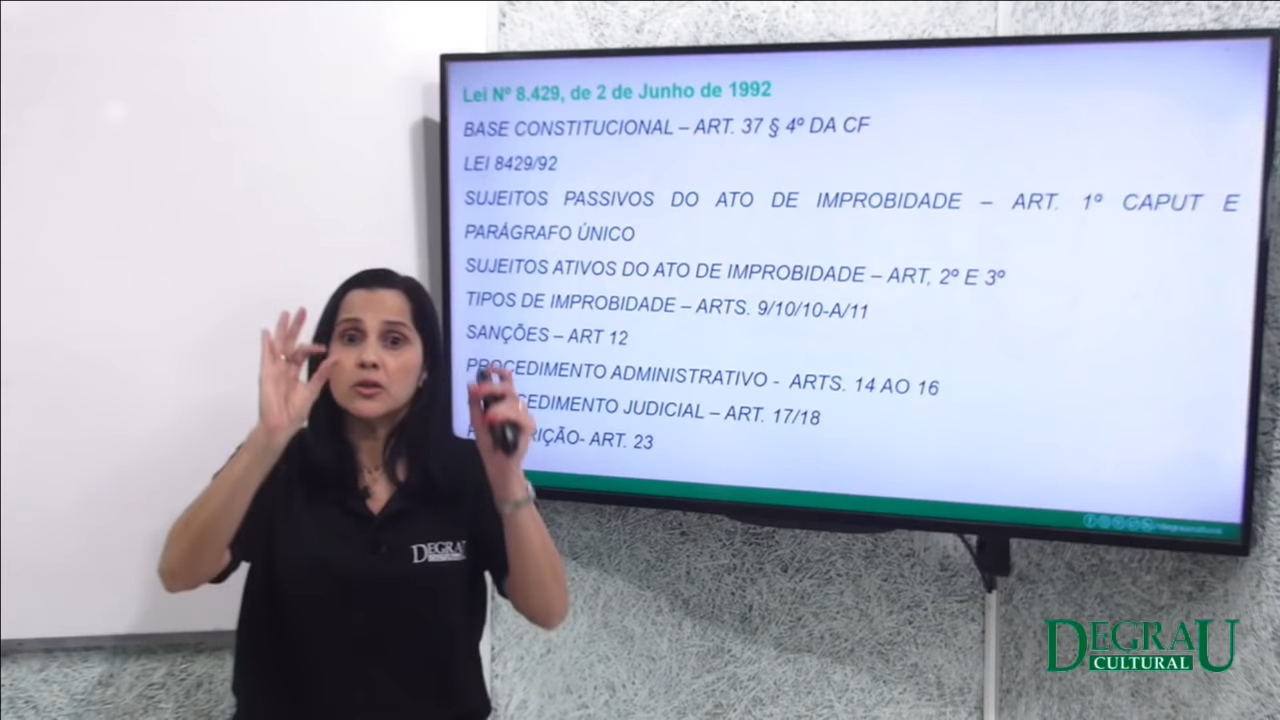 Lei Nº 8.429, de 2 de Junho de 1992
BASE CONSTITUCIONAL – ART. 37 § 4º DA CF
LEI 8429/92
SUJEITOS PASSIVOS DO ATO DE IMPROBIDADE – ART. 1º CAPUT E
PARÁGRAFO ÚNICO
SUJEITOS ATIVOS DO ATO DE IMPROBIDADE – ART, 2º E 3º
TIPOS DE IMPROBIDADE – ARTS. 9/10/10-A/11
SANÇÕES – ART 12
PROCEDIMENTO ADMINISTRATIVO - ARTS. 14 AO 16
EDIMENTO JUDICIAL – ART. 17/18
RIÇÃO- ART. 23
DEGRAU
DEGRAU
CULTURAL